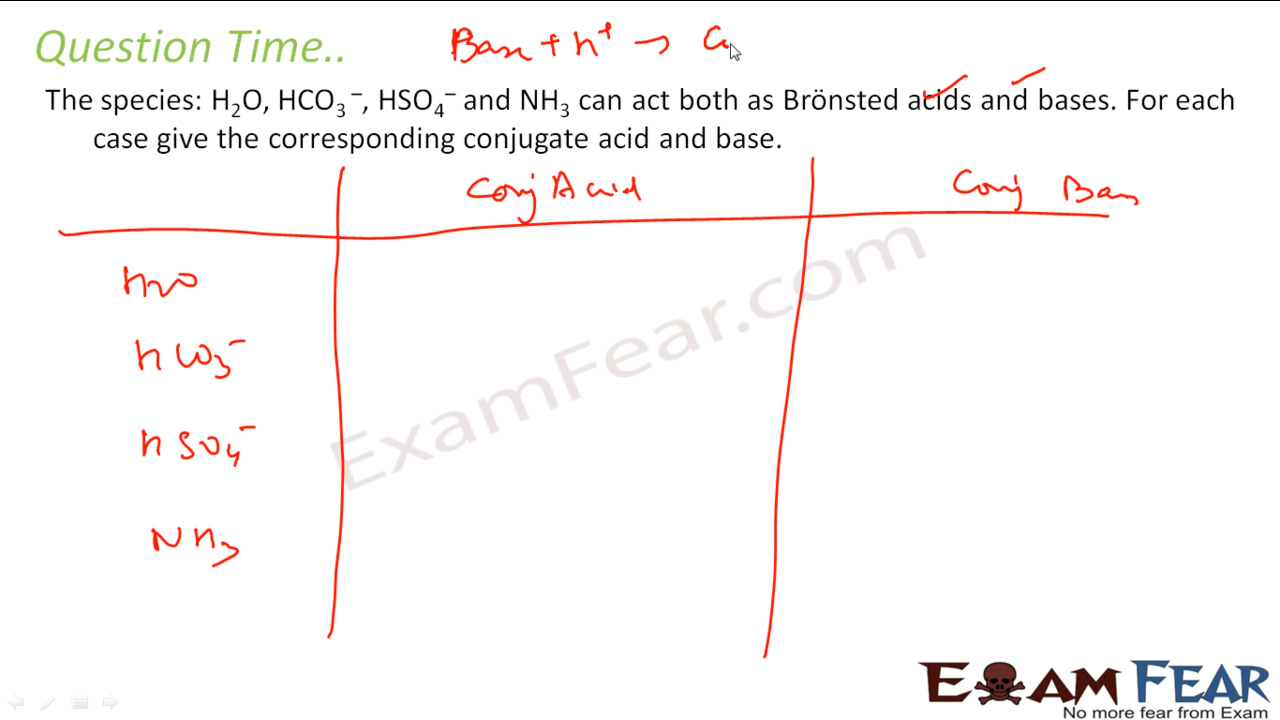 Question Time..
Base + H⁺ → C
The species: H₂O, HCO₃⁻, HSO₄⁻ and NH₃ can act both as Brönsted acids and bases. For each
case give the corresponding conjugate acid and base.
Conj Acid
Conj Base
H₂O
HCO₃⁻
HSO₄⁻
NH₃
ExamFear.com
EXAM FEAR
No more fear from Exam